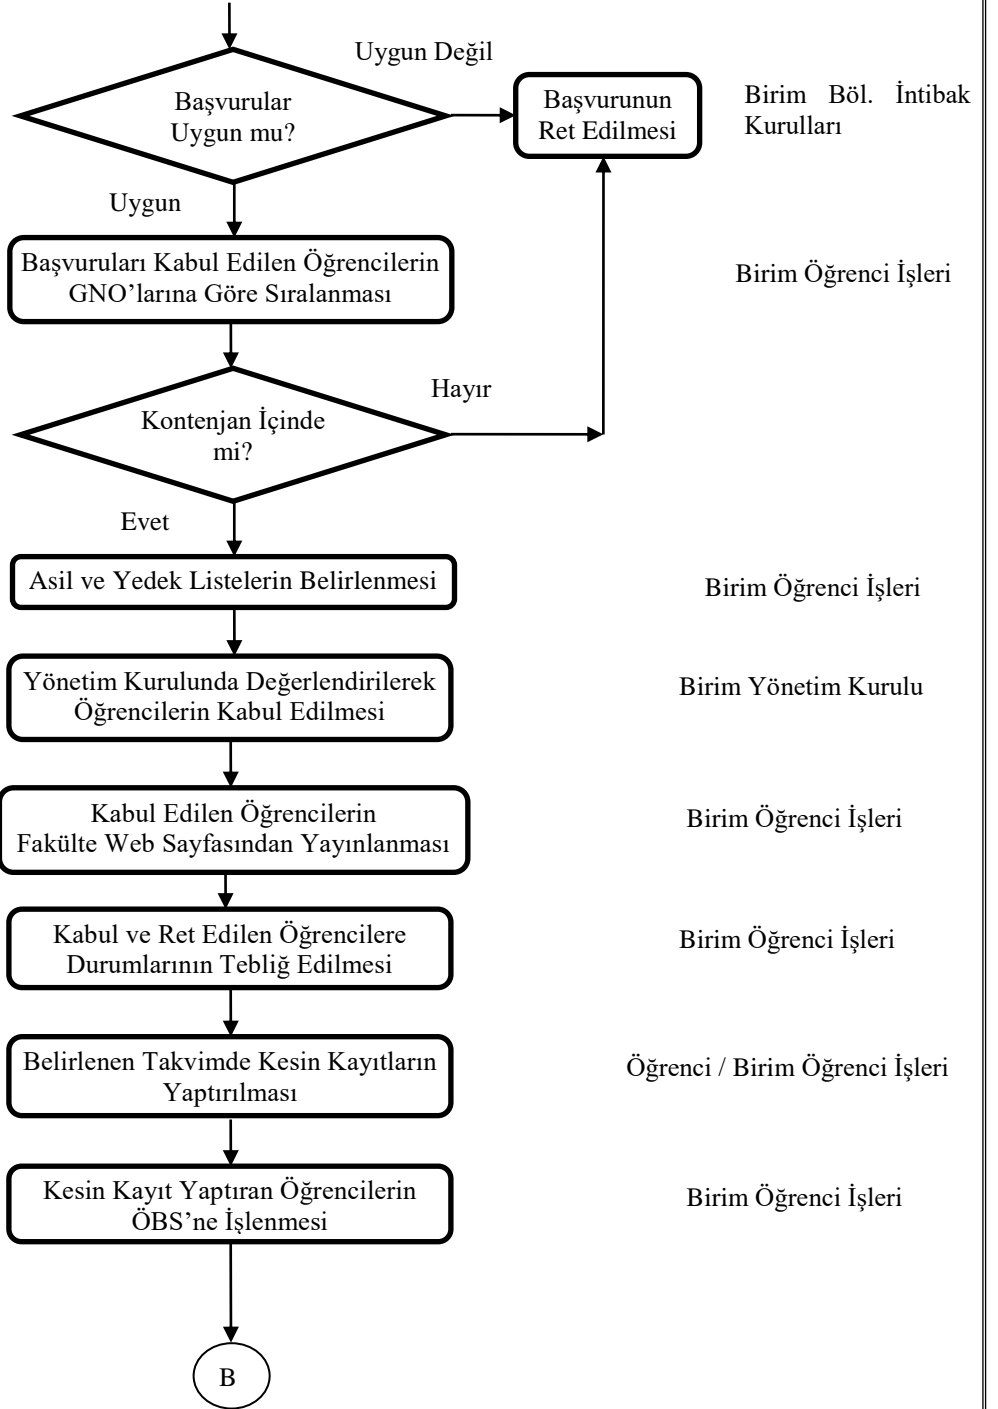 Uygun Değil
Başvurular
Uygun mu?
Başvurunun
Ret Edilmesi
Birim Böl. İntibak
Kurulları
Uygun
Başvuruları Kabul Edilen Öğrencilerin
GNO’larına Göre Sıralanması
Birim Öğrenci İşleri
Hayır
Kontenjan İçinde
mi?
Evet
Asil ve Yedek Listelerin Belirlenmesi
Birim Öğrenci İşleri
Yönetim Kurulunda Değerlendirilerek
Öğrencilerin Kabul Edilmesi
Birim Yönetim Kurulu
Kabul Edilen Öğrencilerin
Fakülte Web Sayfasından Yayınlanması
Birim Öğrenci İşleri
Kabul ve Ret Edilen Öğrencilere
Durumlarının Tebliğ Edilmesi
Birim Öğrenci İşleri
Belirlenen Takvimde Kesin Kayıtların
Yaptırılması
Öğrenci / Birim Öğrenci İşleri
Kesin Kayıt Yaptıran Öğrencilerin
ÖBS’ne İşlenmesi
Birim Öğrenci İşleri
B